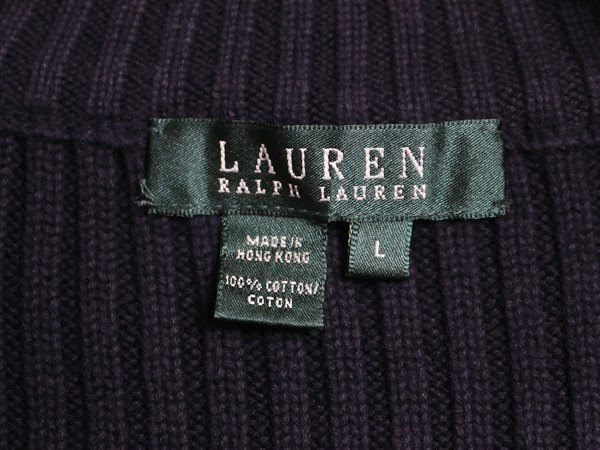 LAUREN
RALPH LAUREN
MADE IN
HONG KONG
L
100% COTTON/
COTON